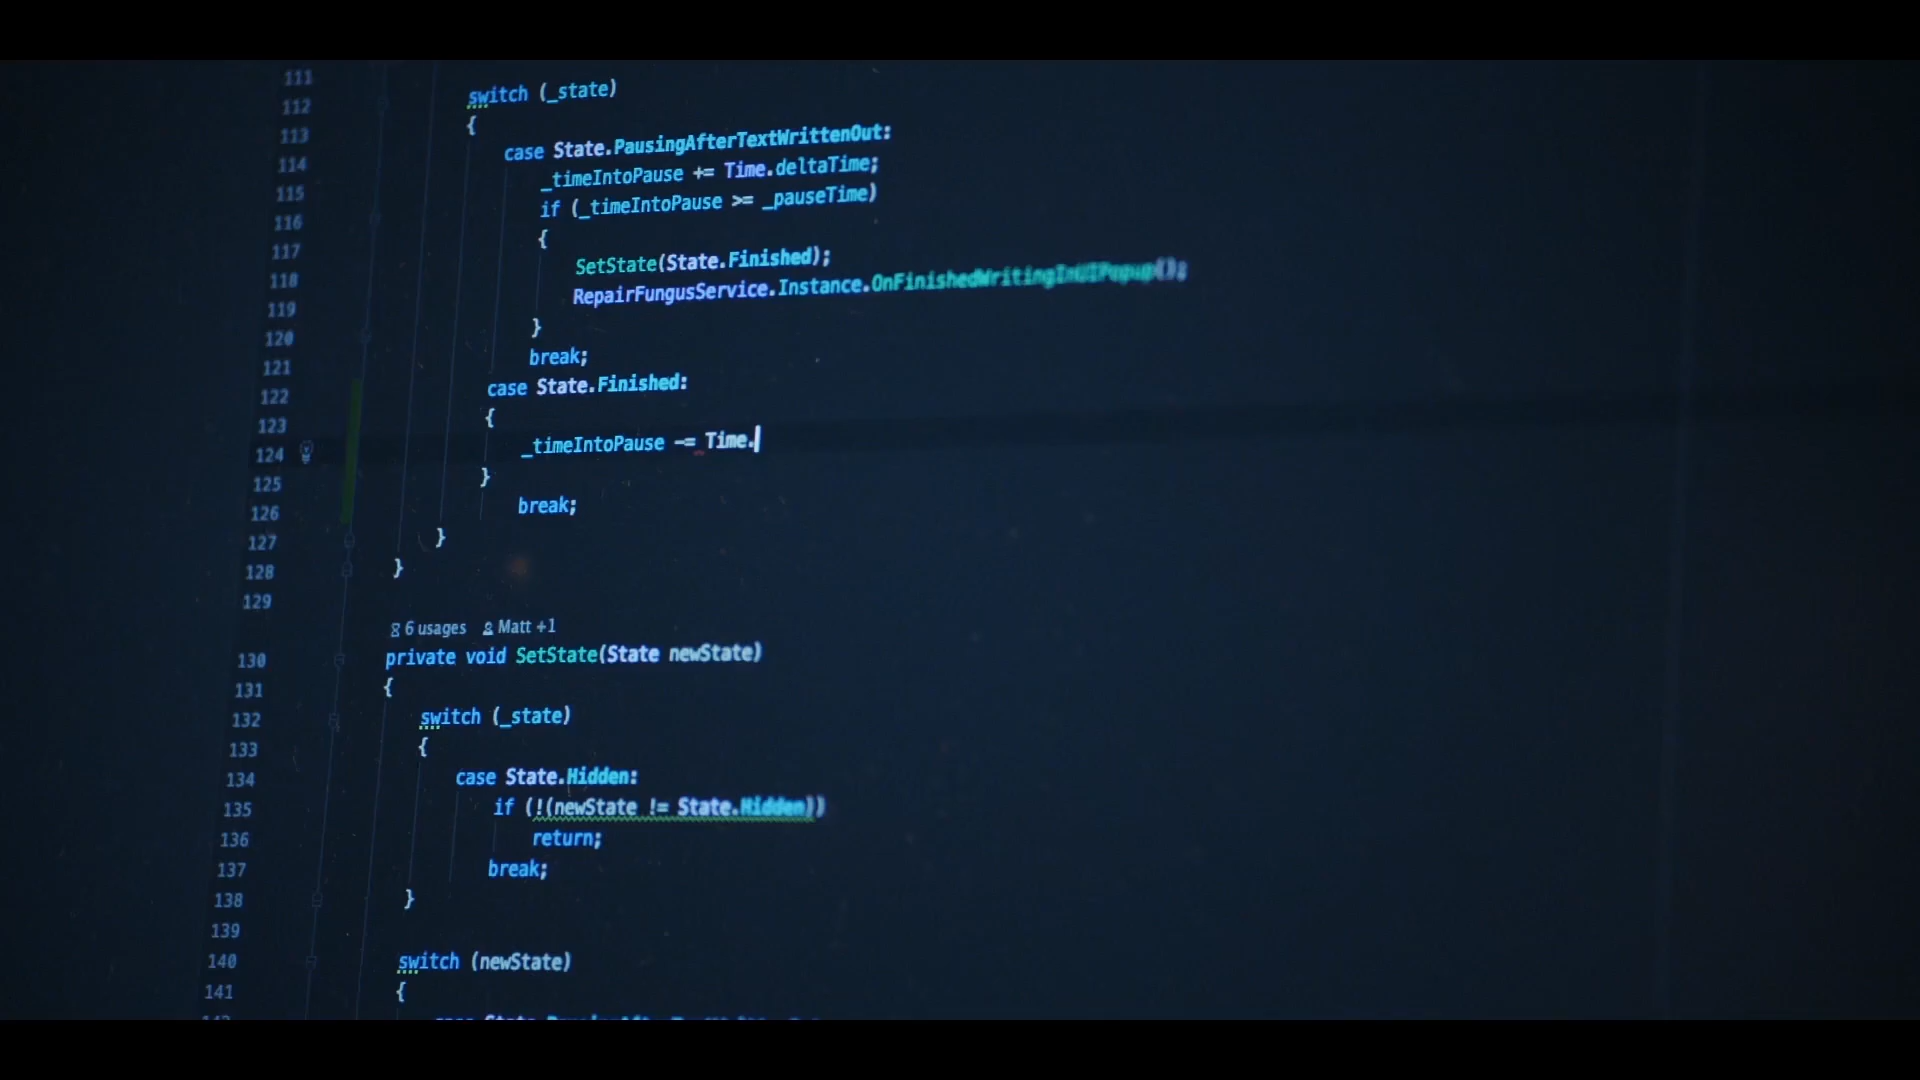 111
112 switch (_state)
113 {
114 case State.PausingAfterTextWrittenOut:
115 _timeIntoPause += Time.deltaTime;
116 if (_timeIntoPause >= _pauseTime)
117 {
118 SetState(State.Finished);
119 RepairFungusService.Instance.OnFinishedWritingInUIPopup();
120 }
121 break;
122 case State.Finished:
123 {
124 _timeIntoPause -= Time.
125 }
126 break;
127 }
128 }
129
6 usages Matt +1
130 private void SetState(State newState)
131 {
132 switch (_state)
133 {
134 case State.Hidden:
135 if (!(newState != State.Hidden))
136 return;
137 break;
138 }
139
140 switch (newState)
141 {